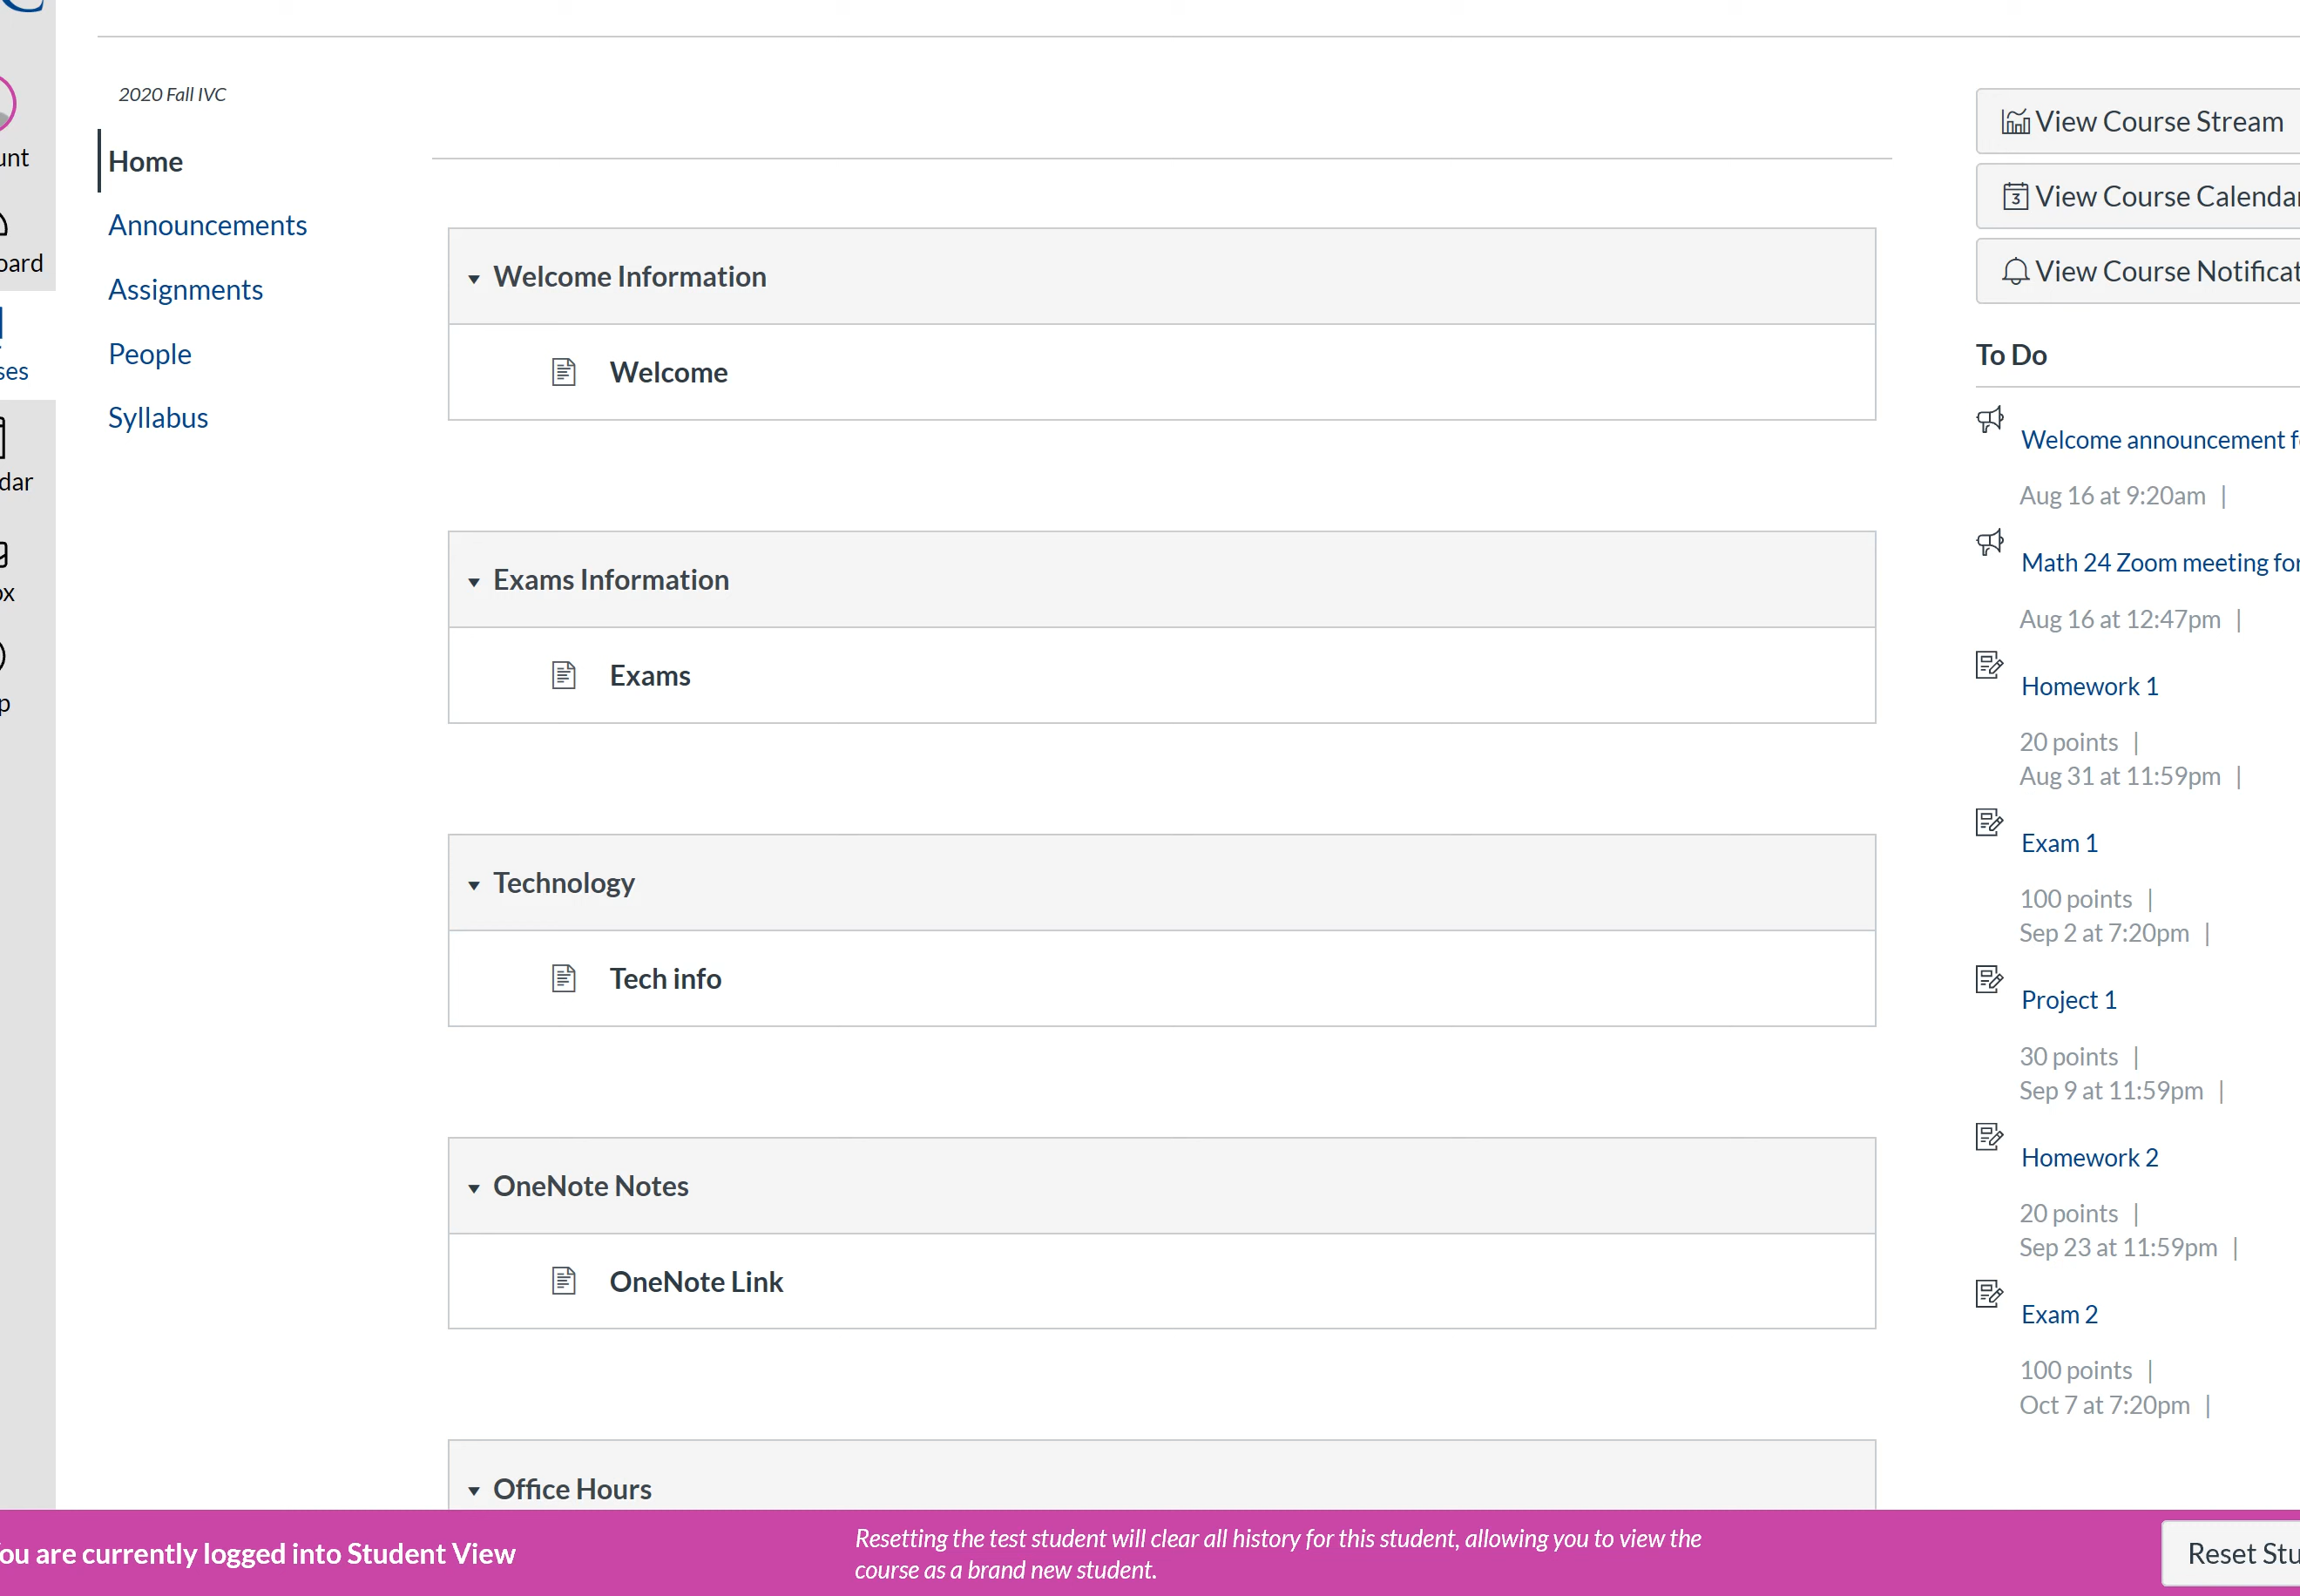 2020 Fall IVC
Home
Announcements
Assignments
People
Syllabus
Welcome Information
Welcome
Exams Information
Exams
Technology
Tech info
OneNote Notes
OneNote Link
Office Hours
View Course Stream
3
View Course
View Course
To Do
Welcome announcement
Aug 16 at 9:20am |
Math 24 Zoom meeting for
Aug 16 at 12:47pm |
Homework 1
20 points |
Aug 31 at 11:59pm |
Exam 1
100 points |
Sep 2 at 7:20pm |
Project 1
30 points |
Sep 9 at 11:59pm |
Homework 2
20 points |
Sep 23 at 11:59pm |
Exam 2
100 points |
Oct 7 at 7:20pm |
are currently logged into Student View
Resetting the test student will clear all history for this student, allowing you to view the
course as a brand new student.
Reset